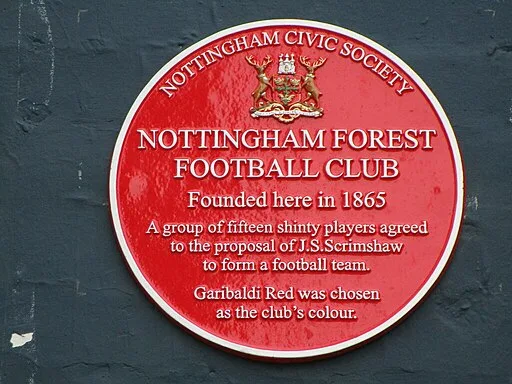 NOTTINGHAM CIVIC SOCIETY
NOTTINGHAM FOREST
FOOTBALL CLUB
Founded here in 1865
A group of fifteen shinty players agreed
to the proposal of J.S.Scrimshaw
to form a football team.
Garibaldi Red was chosen
as the club's colour.